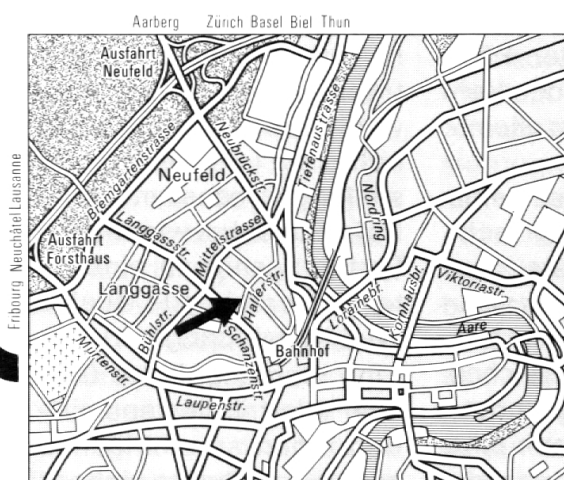 Aarberg Zürich Basel Biel Thun
Fribourg Neuchâtel Lausanne
Ausfahrt
Neufeld
Bremgartenstrasse
Neubrückstr.
Tiefenaustrasse
Neufeld
Nordring
Länggassstr.
Mittelstrasse
Ausfahrt
Forsthaus
Länggasse
Hallerstr.
Viktoriastr.
Lorrainebr.
Kornhausbr.
Aare
Bühlstr.
Schanzenstr.
Bahnhof
Murtenstr.
Laupenstr.